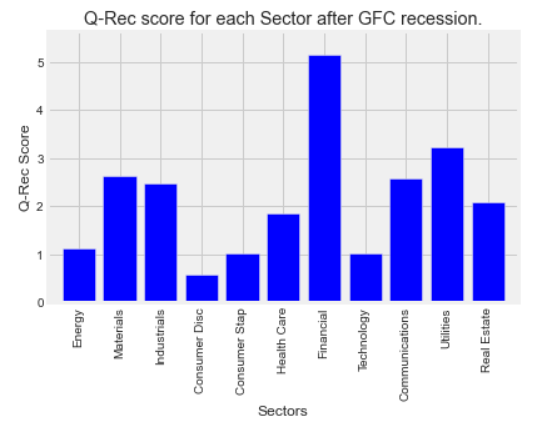 Q-Rec score for each Sector after GFC recession.
Q-Rec Score
5
4
3
2
1
0
Energy
Materials
Industrials
Consumer Disc
Consumer Stap
Health Care
Financial
Technology
Communications
Utilities
Real Estate
Sectors